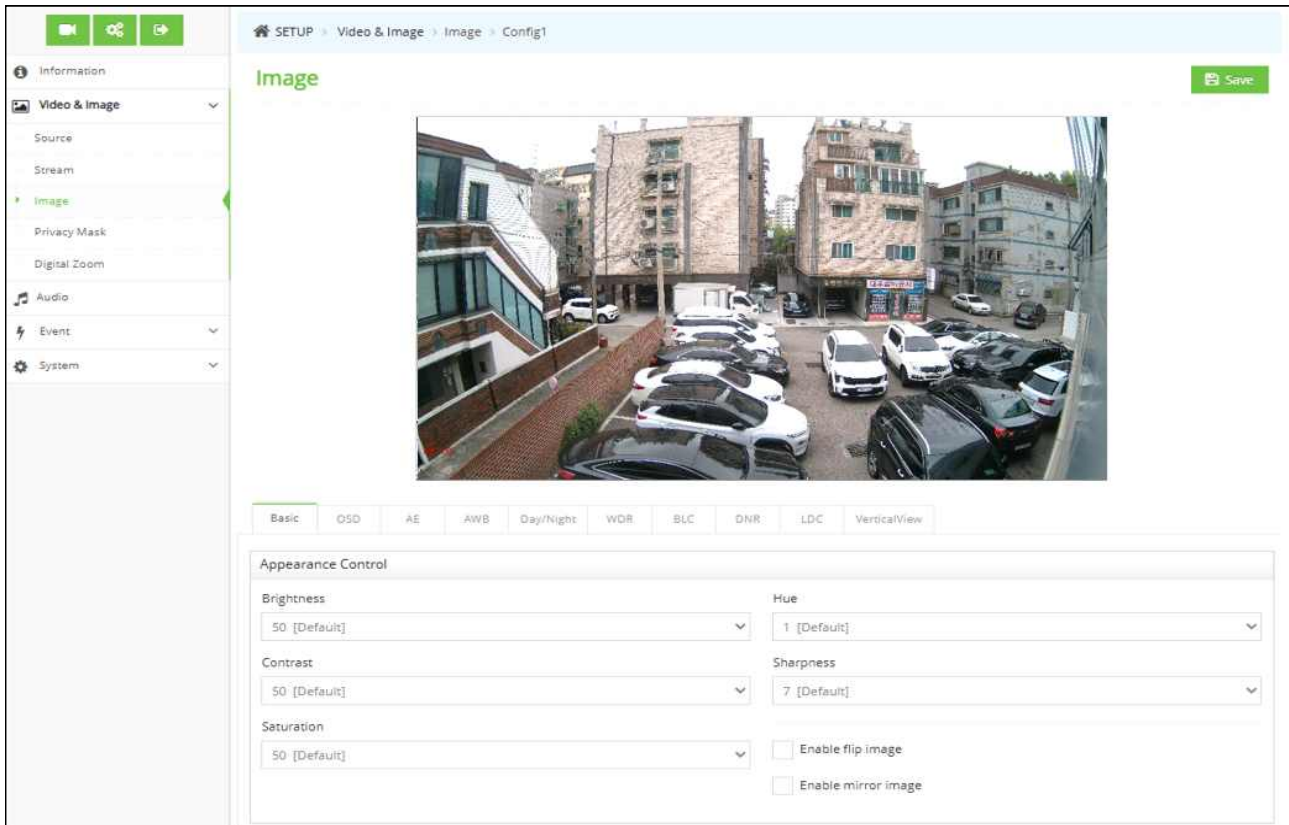 SETUP > Video & Image > Image > Config1
Information
Video & Image
Source
Stream
Image
Privacy Mask
Digital Zoom
Audio
Event
System
Image
Save
Basic OSD AE AWB Day/Night WDR BLC DNR LDC VerticalView
Appearance Control
Brightness
50 [Default]
Contrast
50 [Default]
Saturation
50 [Default]
Hue
1 [Default]
Sharpness
7 [Default]
Enable flip image
Enable mirror image